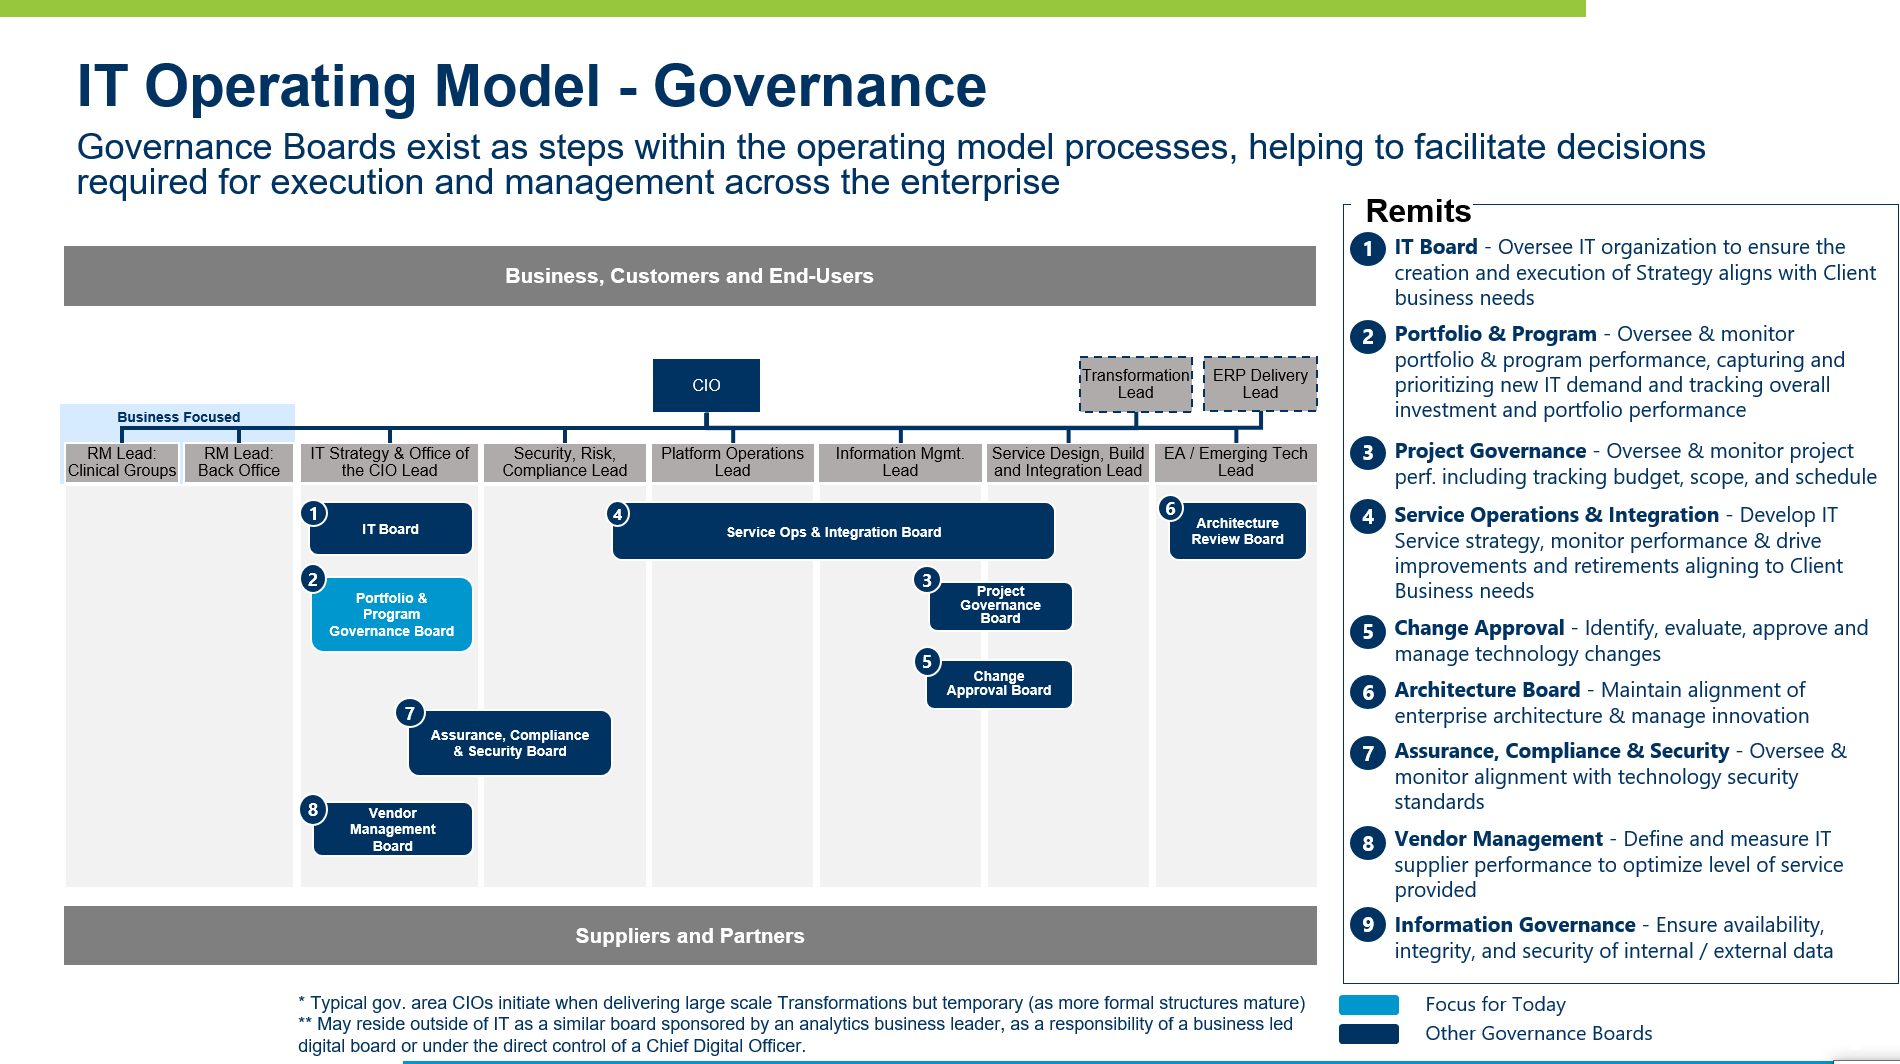 IT Operating Model - Governance
Governance Boards exist as steps within the operating model processes, helping to facilitate decisions
required for execution and management across the enterprise
Business, Customers and End-Users
CIO
Transformation
Lead
ERP Delivery
Lead
Business Focused
RM Lead:
Clinical Groups
RM Lead:
Back Office
IT Strategy & Office of
the CIO Lead
Security, Risk,
Compliance Lead
Platform Operations
Lead
Information Mgmt.
Lead
Service Design, Build
and Integration Lead
EA / Emerging Tech
Lead
1
IT Board
4
Service Ops & Integration Board
6
Architecture
Review Board
2
Portfolio &
Program
Governance Board
3
Project
Governance
Board
5
Change
Approval Board
7
Assurance, Compliance
& Security Board
8
Vendor
Management
Board
Suppliers and Partners
* Typical gov. area CIOs initiate when delivering large scale Transformations but temporary (as more formal structures mature)
** May reside outside of IT as a similar board sponsored by an analytics business leader, as a responsibility of a business led
digital board or under the direct control of a Chief Digital Officer.
Remits
1 IT Board - Oversee IT organization to ensure the
creation and execution of Strategy aligns with Client
business needs
2 Portfolio & Program - Oversee & monitor
portfolio & program performance, capturing and
prioritizing new IT demand and tracking overall
investment and portfolio performance
3 Project Governance - Oversee & monitor project
perf. including tracking budget, scope, and schedule
4 Service Operations & Integration - Develop IT
Service strategy, monitor performance & drive
improvements and retirements aligning to Client
Business needs
5 Change Approval - Identify, evaluate, approve and
manage technology changes
6 Architecture Board - Maintain alignment of
enterprise architecture & manage innovation
7 Assurance, Compliance & Security - Oversee &
monitor alignment with technology security
standards
8 Vendor Management - Define and measure IT
supplier performance to optimize level of service
provided
9 Information Governance - Ensure availability,
integrity, and security of internal / external data
Focus for Today
Other Governance Boards